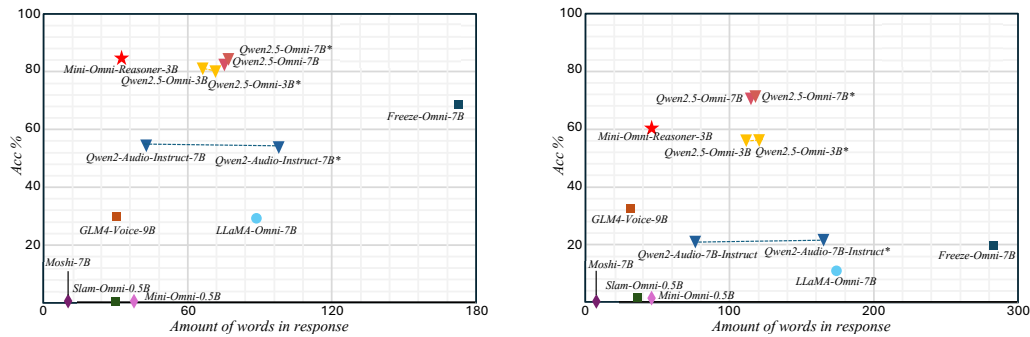 100
80
60
40
20
0
60
120
180
Acc %
Amount of words in response
Qwen2.5-Omni-7B*
Qwen2.5-Omni-7B
Mini-Omni-Reasoner-3B
Qwen2.5-Omni-3B
Qwen2.5-Omni-3B*
Freeze-Omni-7B
Qwen2-Audio-Instruct-7B
Qwen2-Audio-Instruct-7B*
GLM4-Voice-9B
LLaMA-Omni-7B
Moshi-7B
Slam-Omni-0.5B
Mini-Omni-0.5B
100
80
60
40
20
0
100
200
300
Acc %
Amount of words in response
Qwen2.5-Omni-7B
Qwen2.5-Omni-7B*
Mini-Omni-Reasoner-3B
Qwen2.5-Omni-3B
Qwen2.5-Omni-3B*
GLM4-Voice-9B
Qwen2-Audio-7B-Instruct
Qwen2-Audio-7B-Instruct*
Freeze-Omni-7B
Moshi-7B
LLaMA-Omni-7B
Slam-Omni-0.5B
Mini-Omni-0.5B